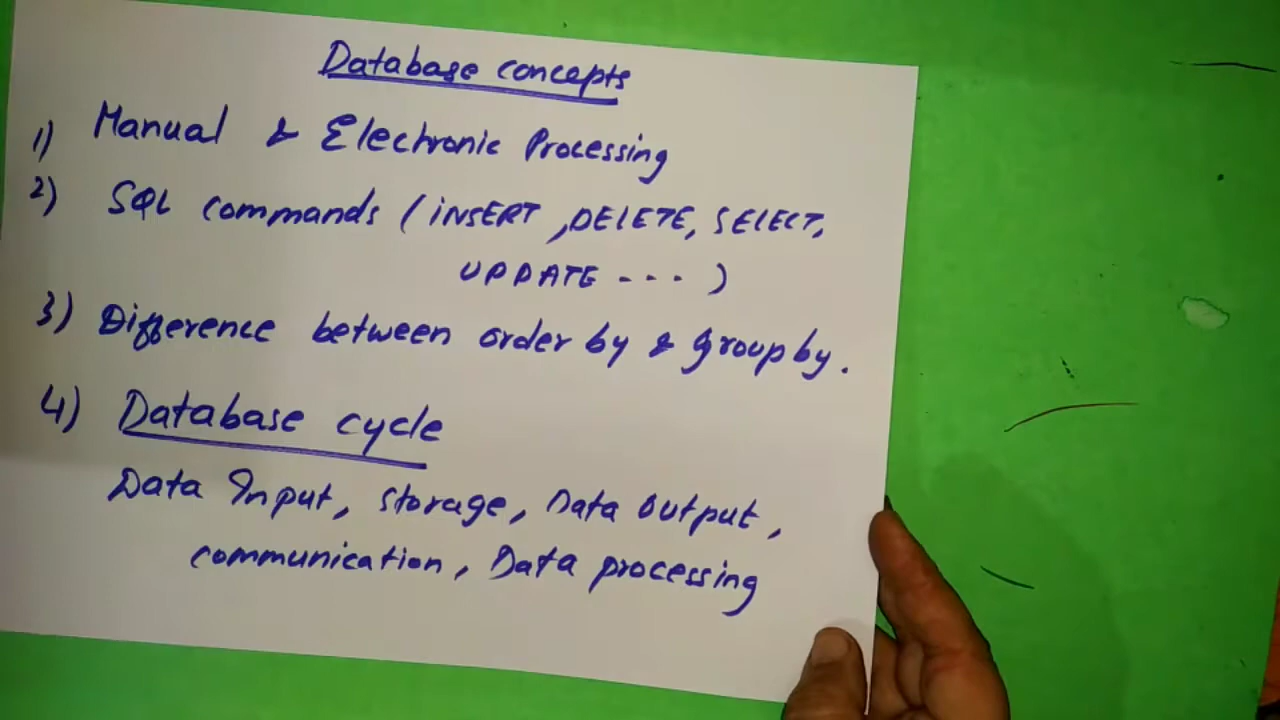 Database concepts
1) Manual & Electronic Processing
2) SQL commands (INSERT, DELETE, SELECT,
UPDATE ---)
3) Difference between order by & group by.
4) Database cycle
Data Input, storage, Data Output,
communication, Data processing